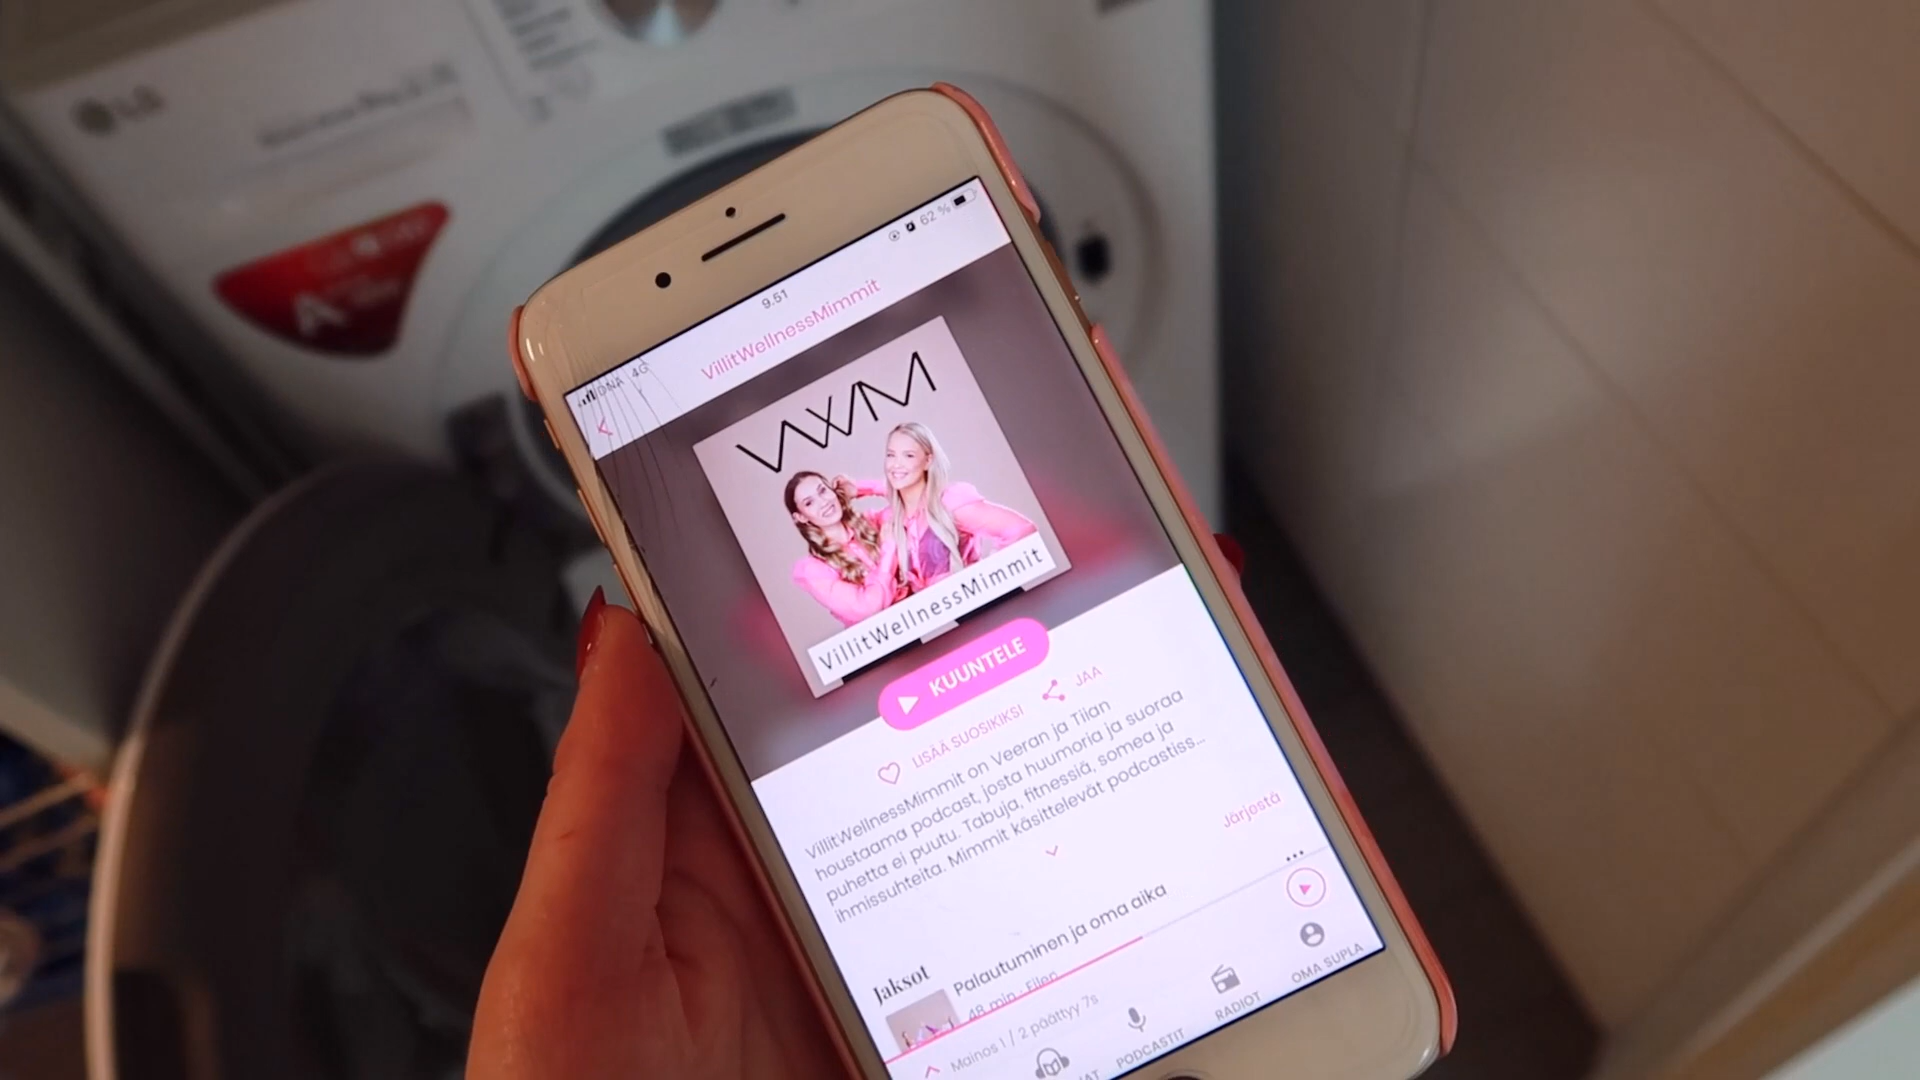 LG
DNA 4G
9.51
62 %
VillitWellnessMimmit
VWM
VillitWellnessMimmit
KUUNTELE
LISÄÄ SUOSIKIKSI
JAA
VillitWellnessMimmit on Veeran ja Tiian
houstaama podcast, josta huumoria ja suoraa
puhetta ei puutu. Tabuja, fitnessiä, somea ja
ihmissuhteita. Mimmit käsittelevät podcastiss...
Järjestä
Jaksot
Palautuminen ja oma aika
48 min · Eilen
Mainos 1 / 2 päättyy 7s
PODCASTIT
RADIOT
OMA SUPLA